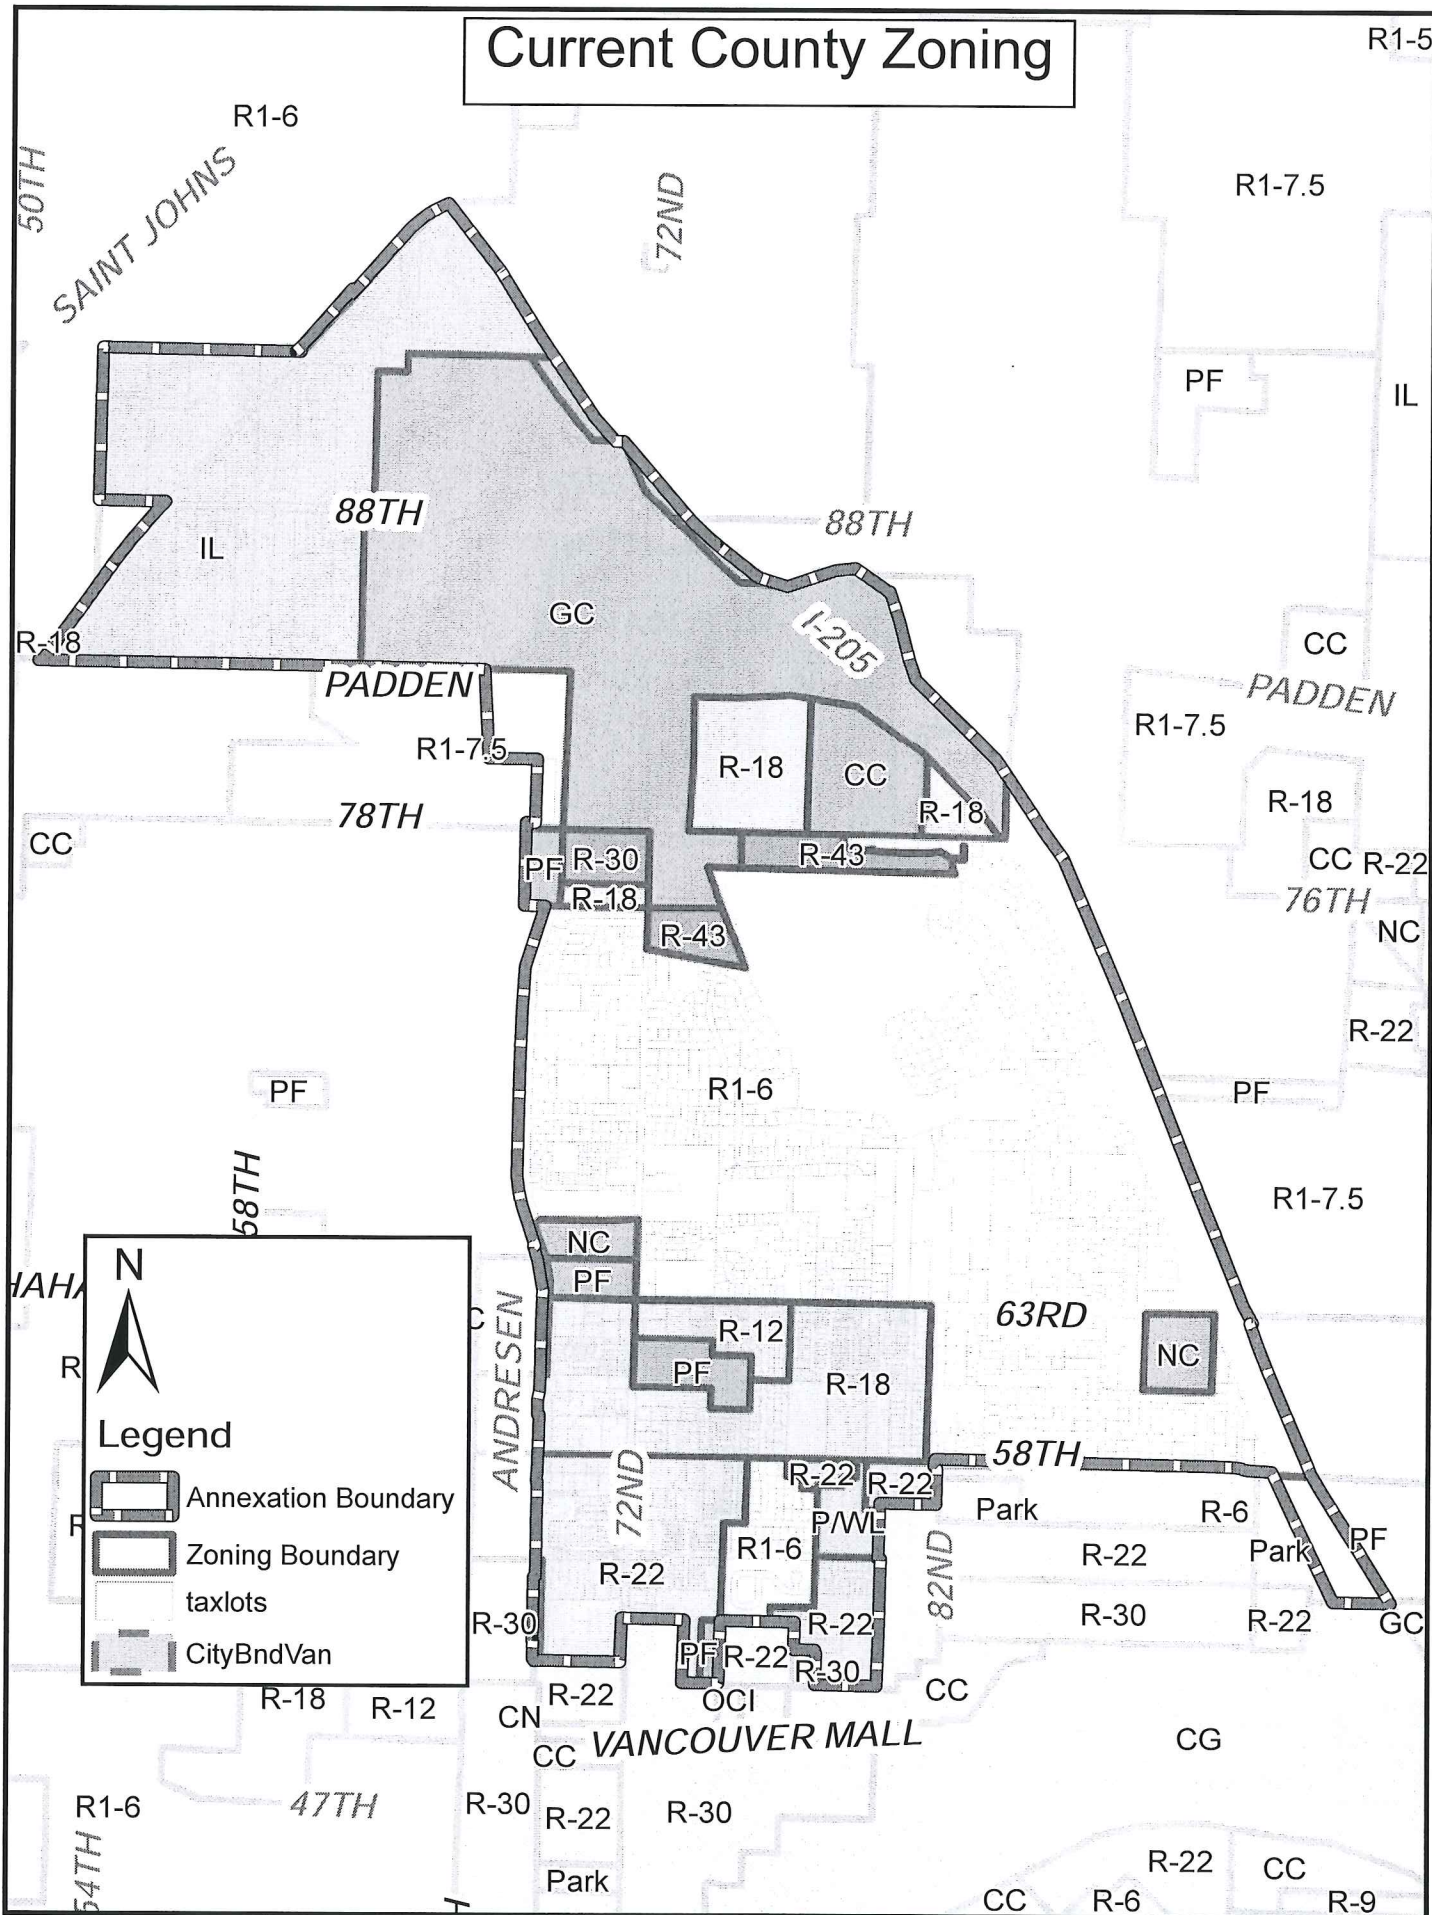 Current County Zoning
R1-5
R1-6
50TH
SAINT JOHNS
72ND
R1-7.5
PF
IL
88TH
88TH
IL
GC
I-205
R-18
CC
PADDEN
PADDEN
R1-7.5
R1-7.5
R-18
CC
R-18
R-18
78TH
CC
R-43
PF
R-30
CC
R-22
R-18
76TH
R-43
NC
R-22
PF
R1-6
PF
58TH
R1-7.5
NC
PF
HAHA
C
63RD
R-12
NC
PF
R-18
R
ANDRESEN
58TH
72ND
R-22
R-22
Park
R-6
P/WL
PF
R1-6
R-22
Park
R-22
82ND
R-30
R-22
R-30
R-22
GC
PF
R-22
R-30
OCI
CC
R
N
Legend
Annexation Boundary
Zoning Boundary
taxlots
CityBndVan
R-18
R-12
R-22
CN
VANCOUVER MALL
CC
CG
R1-6
47TH
R-30
R-22
R-30
54TH
R-22
CC
Park
H
CC
R-6
R-9